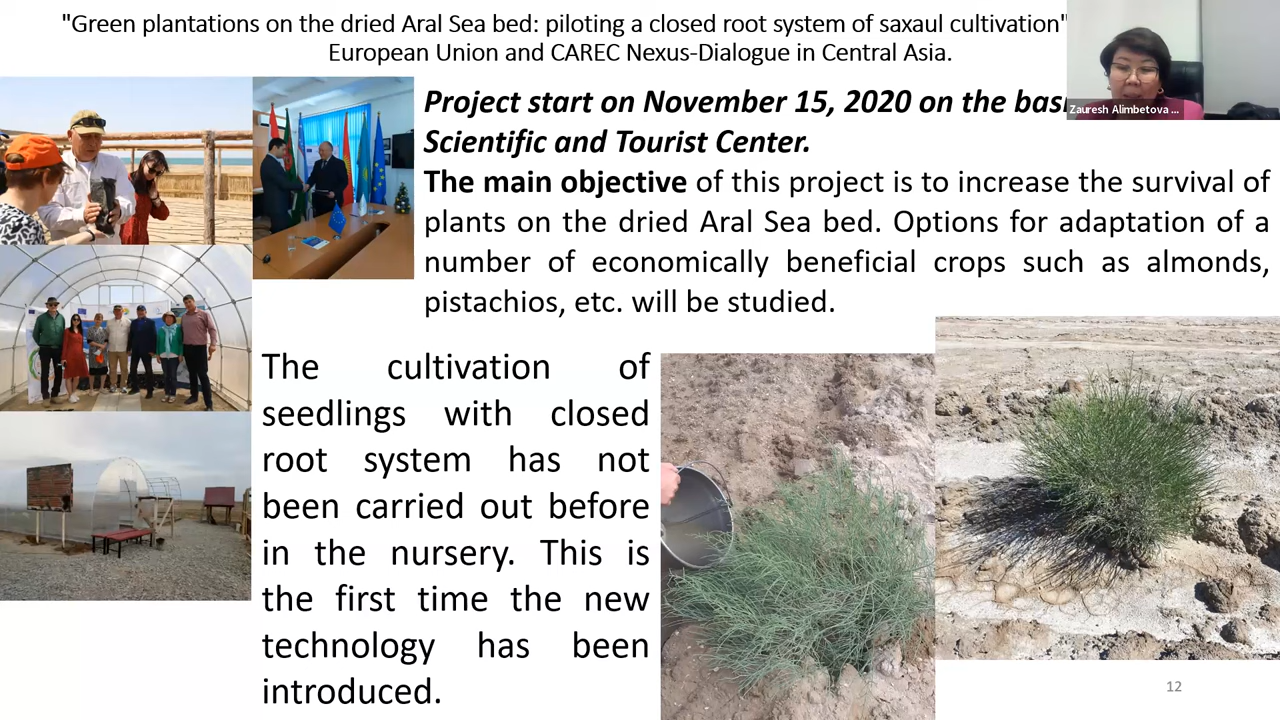 "Green plantations on the dried Aral Sea bed: piloting a closed root system of saxaul cultivation"
European Union and CAREC Nexus-Dialogue in Central Asia.
Zauresh Alimbetova ...
Project start on November 15, 2020 on the
Scientific and Tourist Center.
The main objective of this project is to increase the survival of
plants on the dried Aral Sea bed. Options for adaptation of a
number of economically beneficial crops such as almonds,
pistachios, etc. will be studied.
The cultivation of
seedlings with closed
root system has not
been carried out before
in the nursery. This is
the first time the new
technology has been
introduced.
12